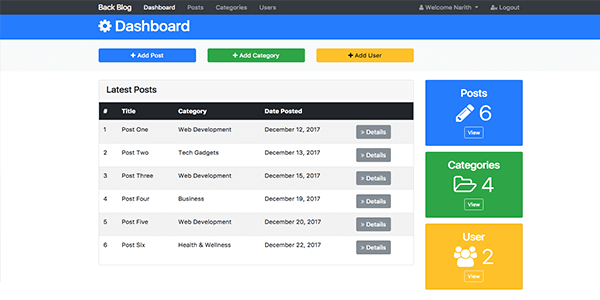 Back Blog Dashboard Posts Categories Users Welcome Narith Logout
Dashboard
+ Add Post + Add Category + Add User
Latest Posts
# Title Category Date Posted
1 Post One Web Development December 12, 2017 » Details
2 Post Two Tech Gadgets December 13, 2017 » Details
3 Post Three Web Development December 15, 2017 » Details
4 Post Four Business December 19, 2017 » Details
5 Post Five Web Development December 20, 2017 » Details
6 Post Six Health & Wellness December 22, 2017 » Details
Posts
6
View
Categories
4
View
User
2
View